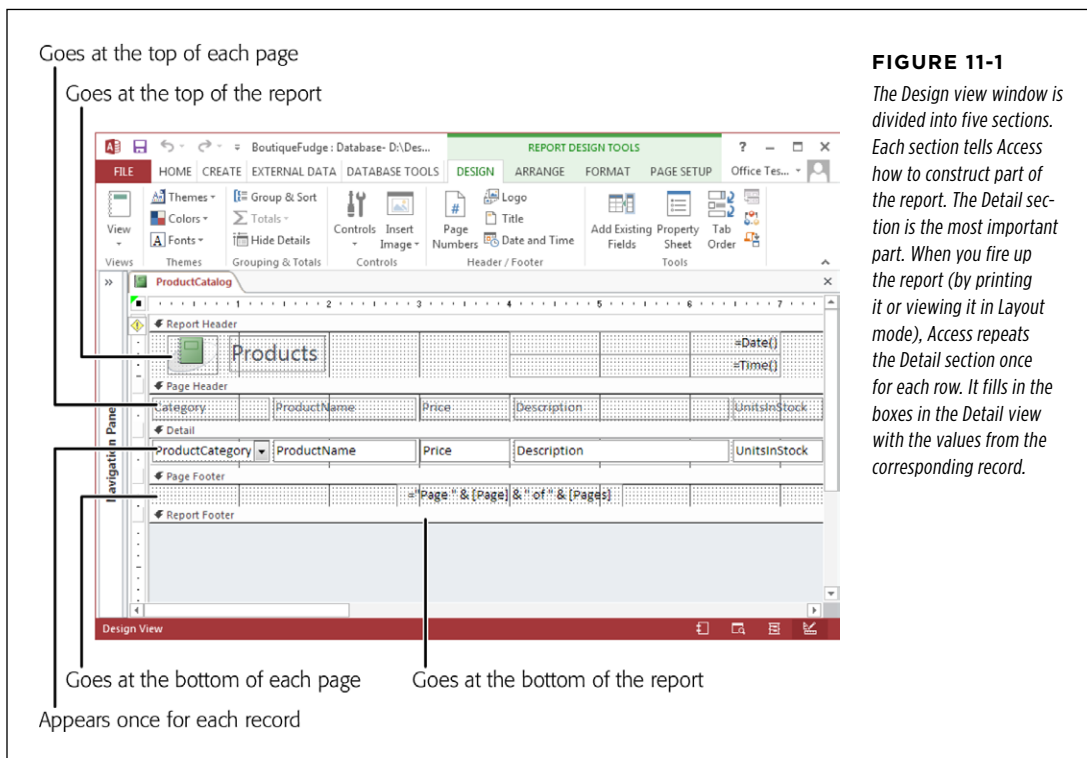 Goes at the top of each page
Goes at the top of the report
BoutiqueFudge : Database- D:\Des...
REPORT DESIGN TOOLS
?
FILE HOME CREATE EXTERNAL DATA DATABASE TOOLS DESIGN ARRANGE FORMAT PAGE SETUP Office Tes...
View
Views
Themes
Colors
Fonts
Themes
Group & Sort
Totals
Hide Details
Grouping & Totals
Controls
Insert Image
Controls
Page Numbers
Logo
Title
Date and Time
Header / Footer
Add Existing Fields
Property Sheet
Tab Order
Tools
ProductCatalog
1 2 3 4 5 6 7
Navigation Pane
Report Header
Products
=Date()
=Time()
Page Header
Category ProductName Price Description UnitsInStock
Detail
ProductCategory ProductName Price Description UnitsInStock
Page Footer
="Page " & [Page] & " of " & [Pages]
Report Footer
Design View
Goes at the bottom of each page
Goes at the bottom of the report
Appears once for each record
FIGURE 11-1
The Design view window is
divided into five sections.
Each section tells Access
how to construct part of
the report. The Detail sec-
tion is the most important
part. When you fire up
the report (by printing
it or viewing it in Layout
mode), Access repeats
the Detail section once
for each row. It fills in the
boxes in the Detail view
with the values from the
corresponding record.